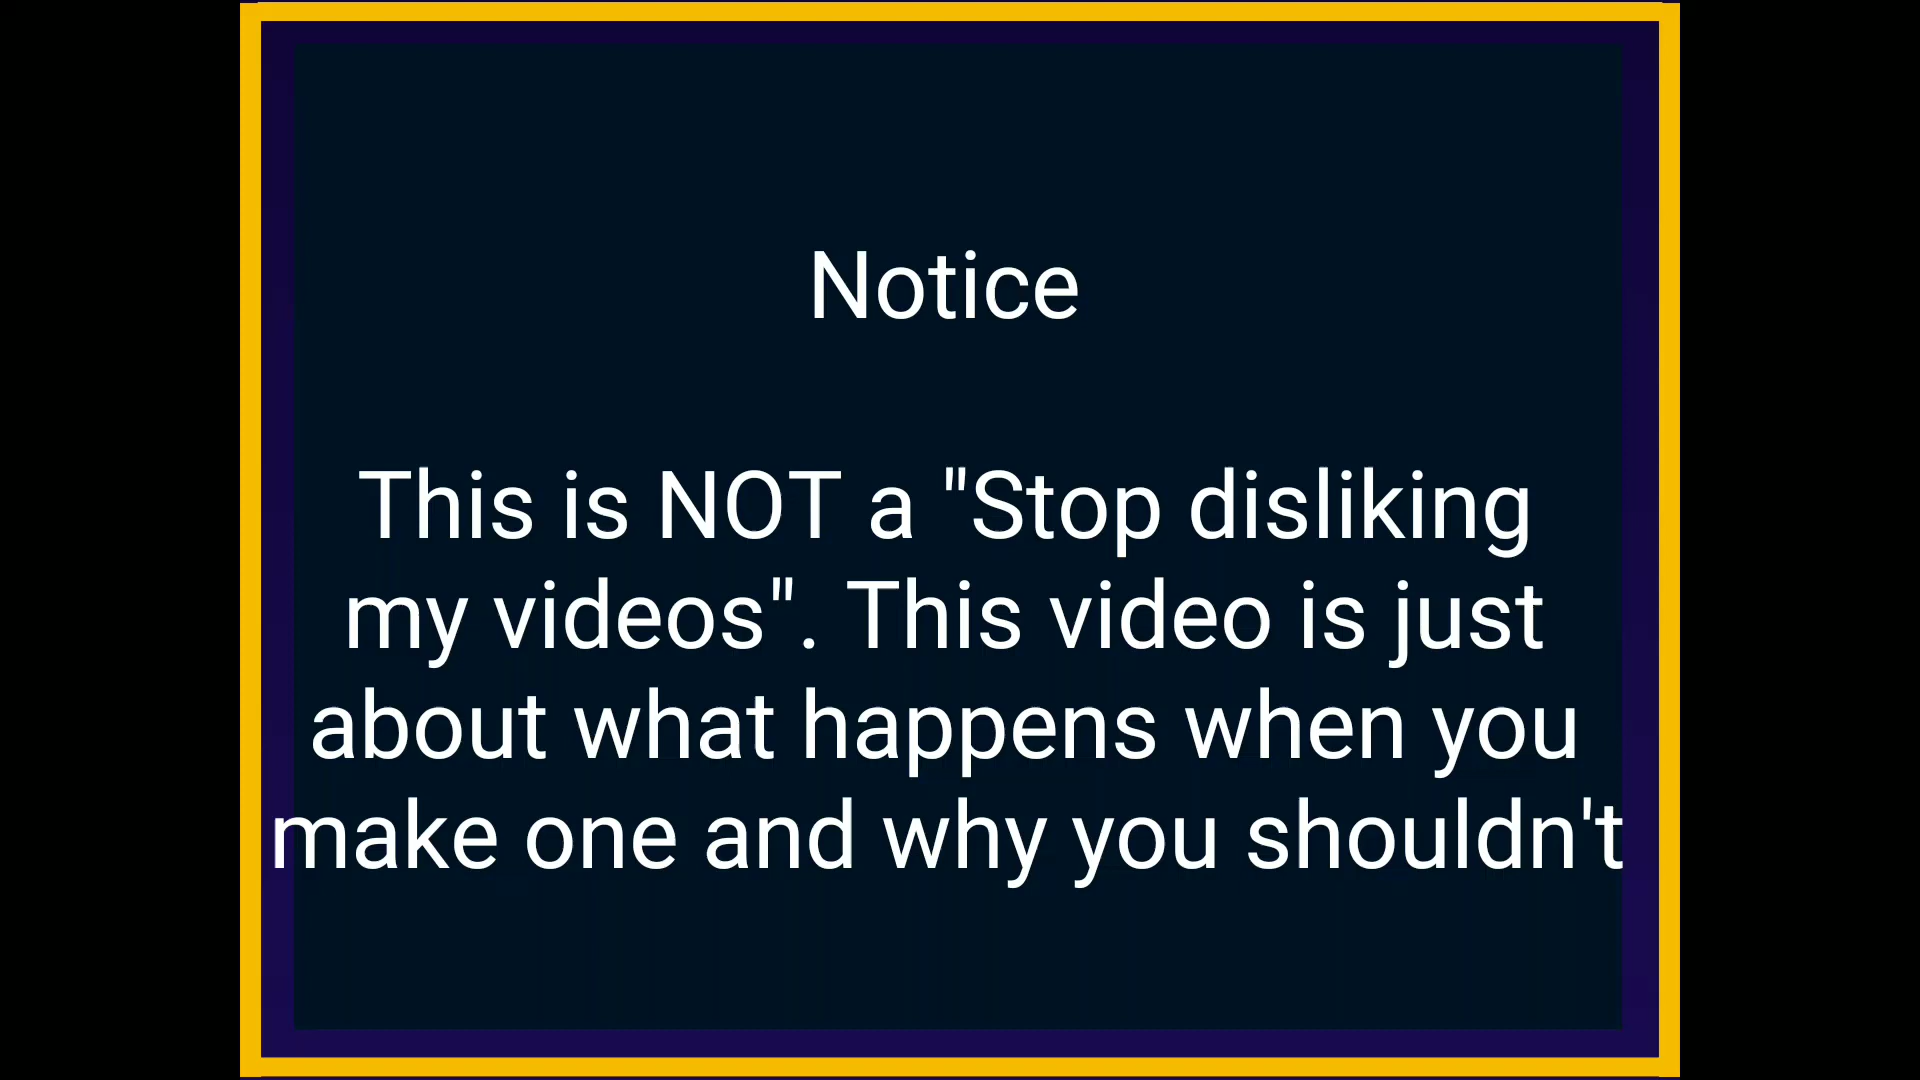 Notice
This is NOT a "Stop disliking
my videos". This video is just
about what happens when you
make one and why you shouldn't